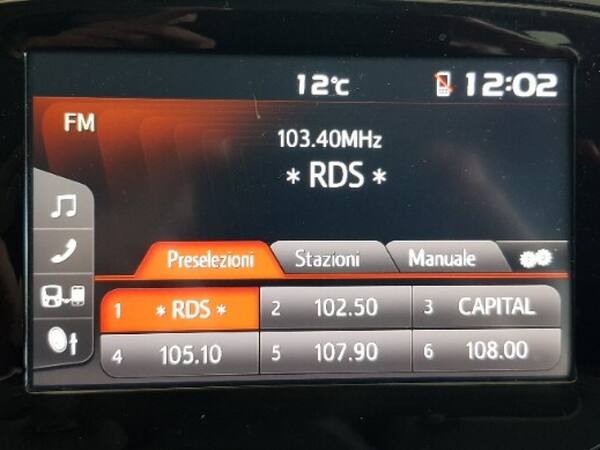 12°C 12:02
FM
103.40MHz
* RDS *
Preselezioni Stazioni Manuale
1 * RDS * 2 102.50 3 CAPITAL
4 105.10 5 107.90 6 108.00